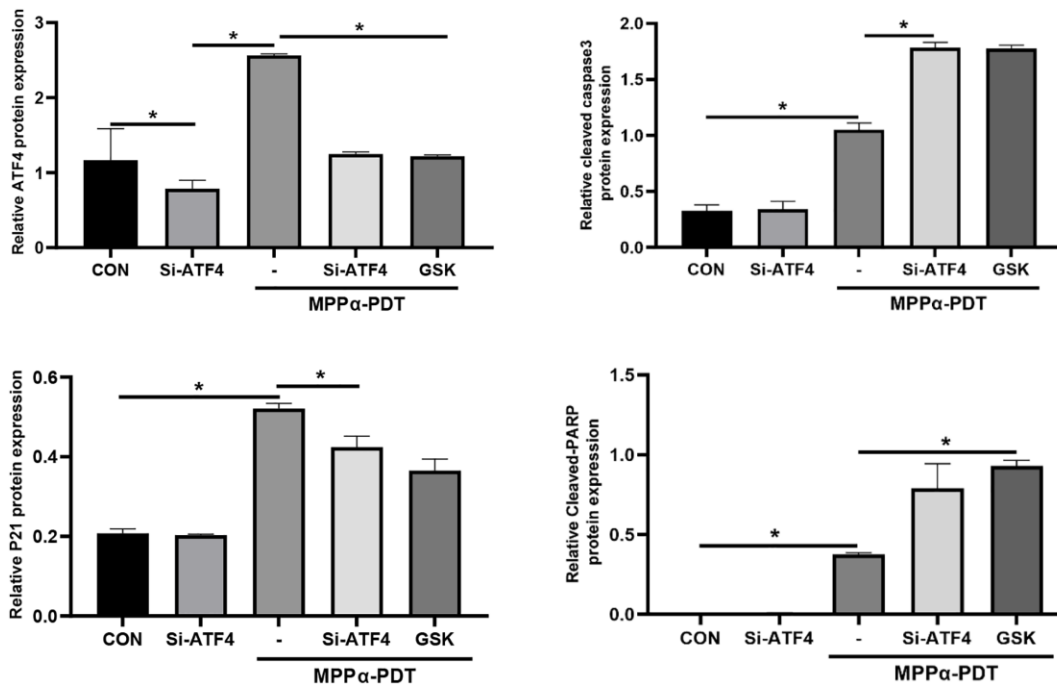 Relative ATF4 protein expression
3
2
1
0
*
*
*
CON
Si-ATF4
-
Si-ATF4
GSK
MPPα-PDT
Relative cleaved caspase3
protein expression
2.0
1.5
1.0
0.5
0.0
*
*
CON
Si-ATF4
-
Si-ATF4
GSK
MPPα-PDT
Relative P21 protein expression
0.6
0.4
0.2
0.0
*
*
CON
Si-ATF4
-
Si-ATF4
GSK
MPPα-PDT
Relative Cleaved-PARP
protein expression
1.5
1.0
0.5
0.0
*
*
CON
Si-ATF4
-
Si-ATF4
GSK
MPPα-PDT